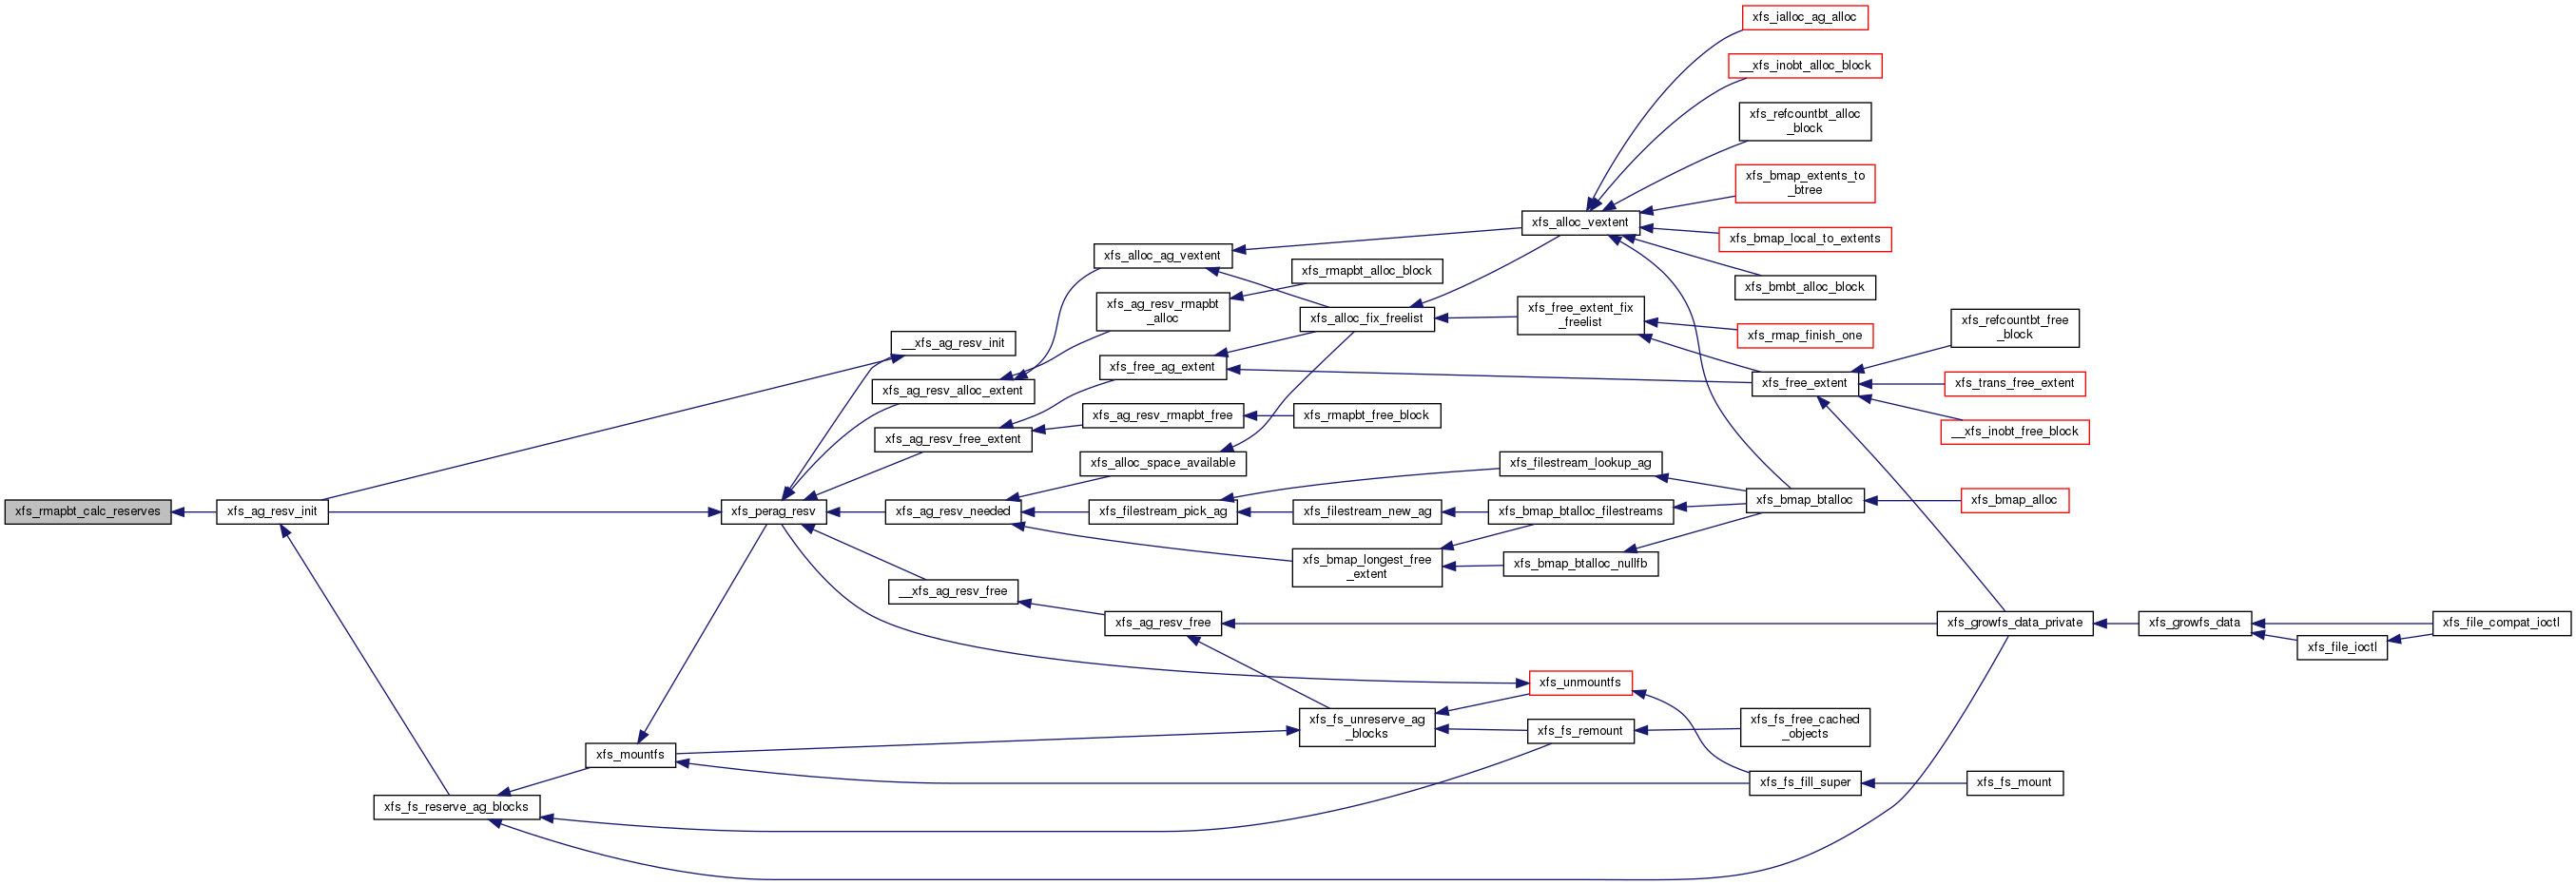 xfs_ialloc_ag_alloc
__xfs_inobt_alloc_block
xfs_refcountbt_alloc
_block
xfs_bmap_extents_to
_btree
xfs_alloc_vextent
xfs_bmap_local_to_extents
xfs_alloc_ag_vextent
xfs_rmapbt_alloc_block
xfs_bmbt_alloc_block
xfs_ag_resv_rmapbt
_alloc
xfs_alloc_fix_freelist
xfs_free_extent_fix
_freelist
xfs_refcountbt_free
_block
xfs_rmap_finish_one
__xfs_ag_resv_init
xfs_free_ag_extent
xfs_free_extent
xfs_trans_free_extent
xfs_ag_resv_alloc_extent
xfs_ag_resv_rmapbt_free
xfs_rmapbt_free_block
__xfs_inobt_free_block
xfs_ag_resv_free_extent
xfs_alloc_space_available
xfs_filestream_lookup_ag
xfs_bmap_btalloc
xfs_bmap_alloc
xfs_rmapbt_calc_reserves
xfs_ag_resv_init
xfs_perag_resv
xfs_ag_resv_needed
xfs_filestream_pick_ag
xfs_filestream_new_ag
xfs_bmap_btalloc_filestreams
xfs_bmap_longest_free
_extent
xfs_bmap_btalloc_nullfb
__xfs_ag_resv_free
xfs_ag_resv_free
xfs_growfs_data_private
xfs_growfs_data
xfs_file_compat_ioctl
xfs_file_ioctl
xfs_unmountfs
xfs_fs_unreserve_ag
_blocks
xfs_fs_remount
xfs_fs_free_cached
_objects
xfs_mountfs
xfs_fs_fill_super
xfs_fs_mount
xfs_fs_reserve_ag_blocks